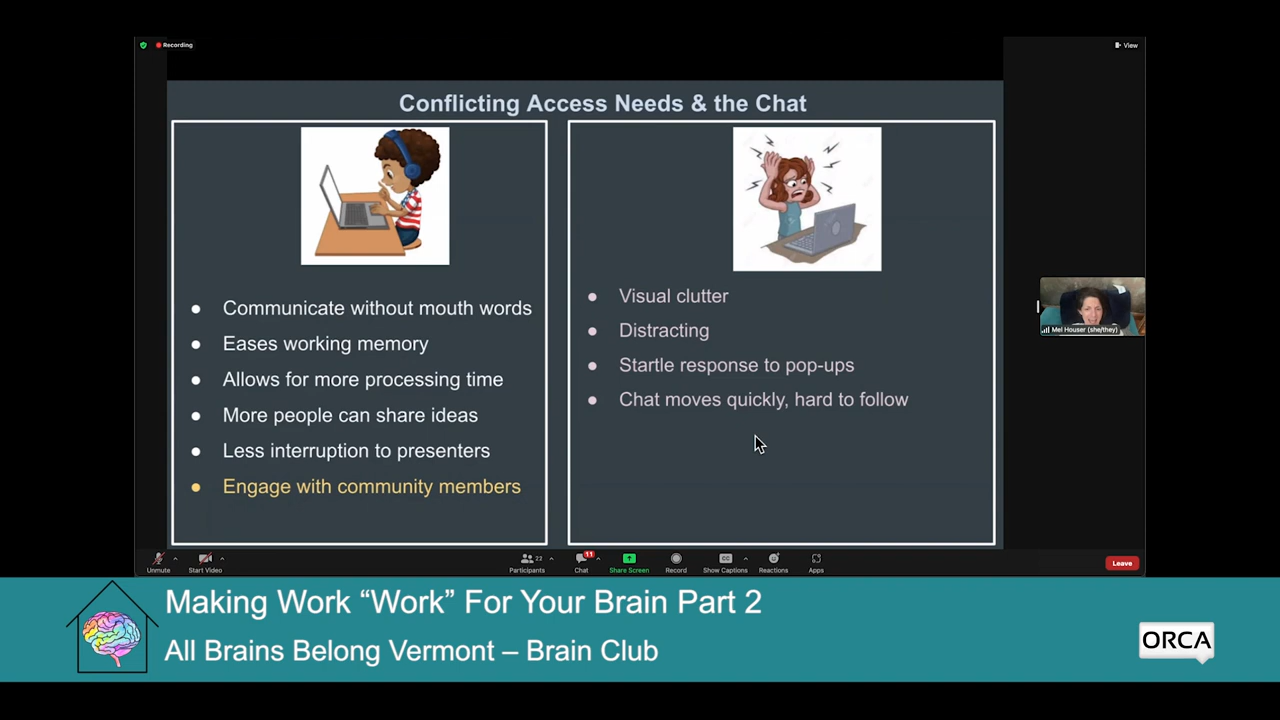 Recording
View
Conflicting Access Needs & the Chat
● Communicate without mouth words
● Eases working memory
● Allows for more processing time
● More people can share ideas
● Less interruption to presenters
● Engage with community members
● Visual clutter
● Distracting
● Startle response to pop-ups
● Chat moves quickly, hard to follow
Mel Houser (she/they)
Unmute
Start Video
Participants
22
Chat
11
Share Screen
Record
CC
Show Captions
Reactions
Apps
Leave
Making Work “Work” For Your Brain Part 2
All Brains Belong Vermont – Brain Club
ORCA